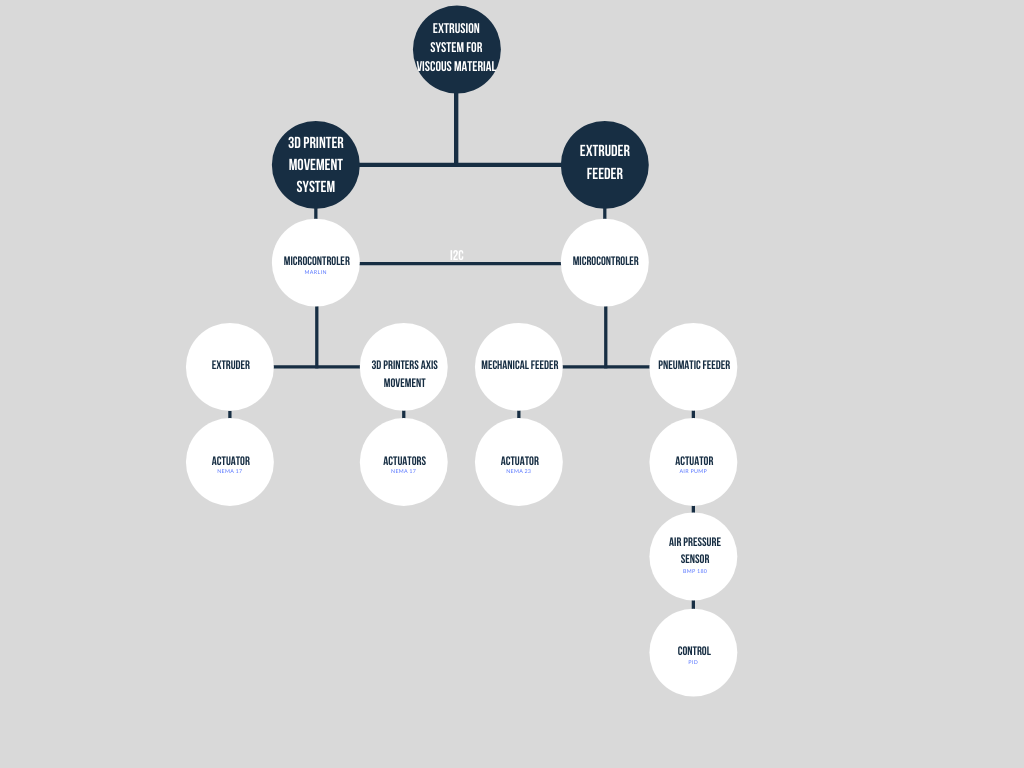 EXTRUSION
SYSTEM FOR
VISCOUS MATERIAL
3D PRINTER
MOVEMENT
SYSTEM
EXTRUDER
FEEDER
MICROCONTROLER
MARLIN
I2C
MICROCONTROLER
EXTRUDER
3D PRINTERS AXIS
MOVEMENT
MECHANICAL FEEDER
PNEUMATIC FEEDER
ACTUATOR
NEMA 17
ACTUATORS
NEMA 17
ACTUATOR
NEMA 23
ACTUATOR
AIR PUMP
AIR PRESSURE
SENSOR
BMP 180
CONTROL
PID